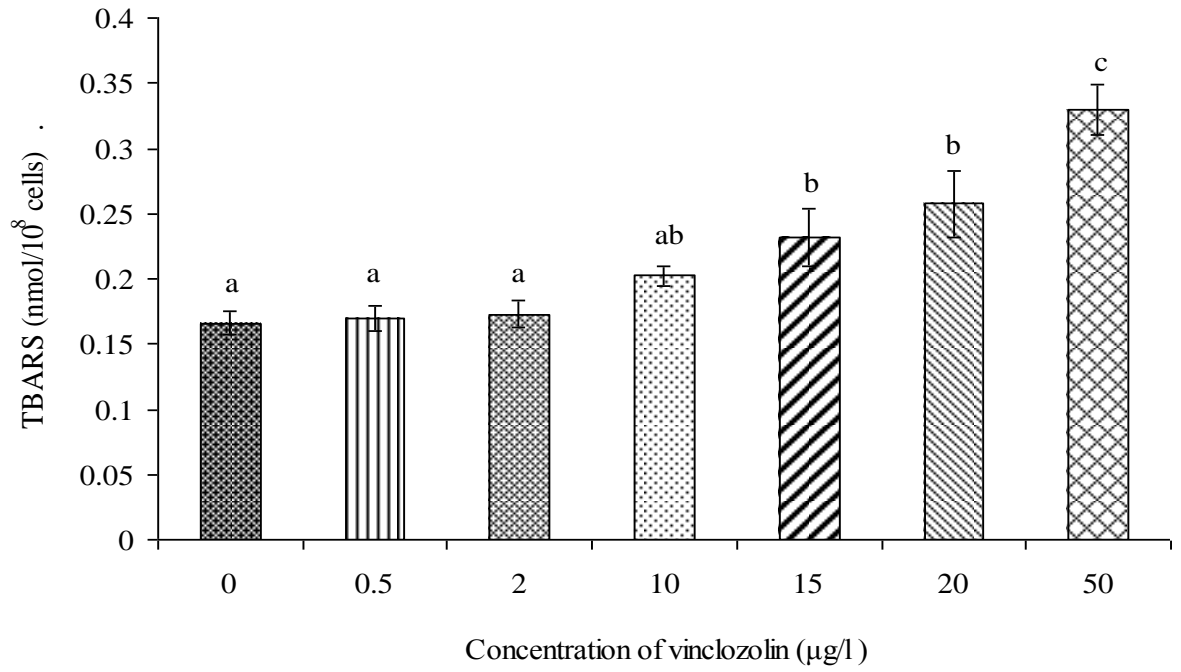 0.4
0.35
0.3
0.25
0.2
0.15
0.1
0.05
0
TBARS (nmol/10⁸ cells) .
a
a
a
ab
b
b
c
0 0.5 2 10 15 20 50
Concentration of vinclozolin (µg/l)